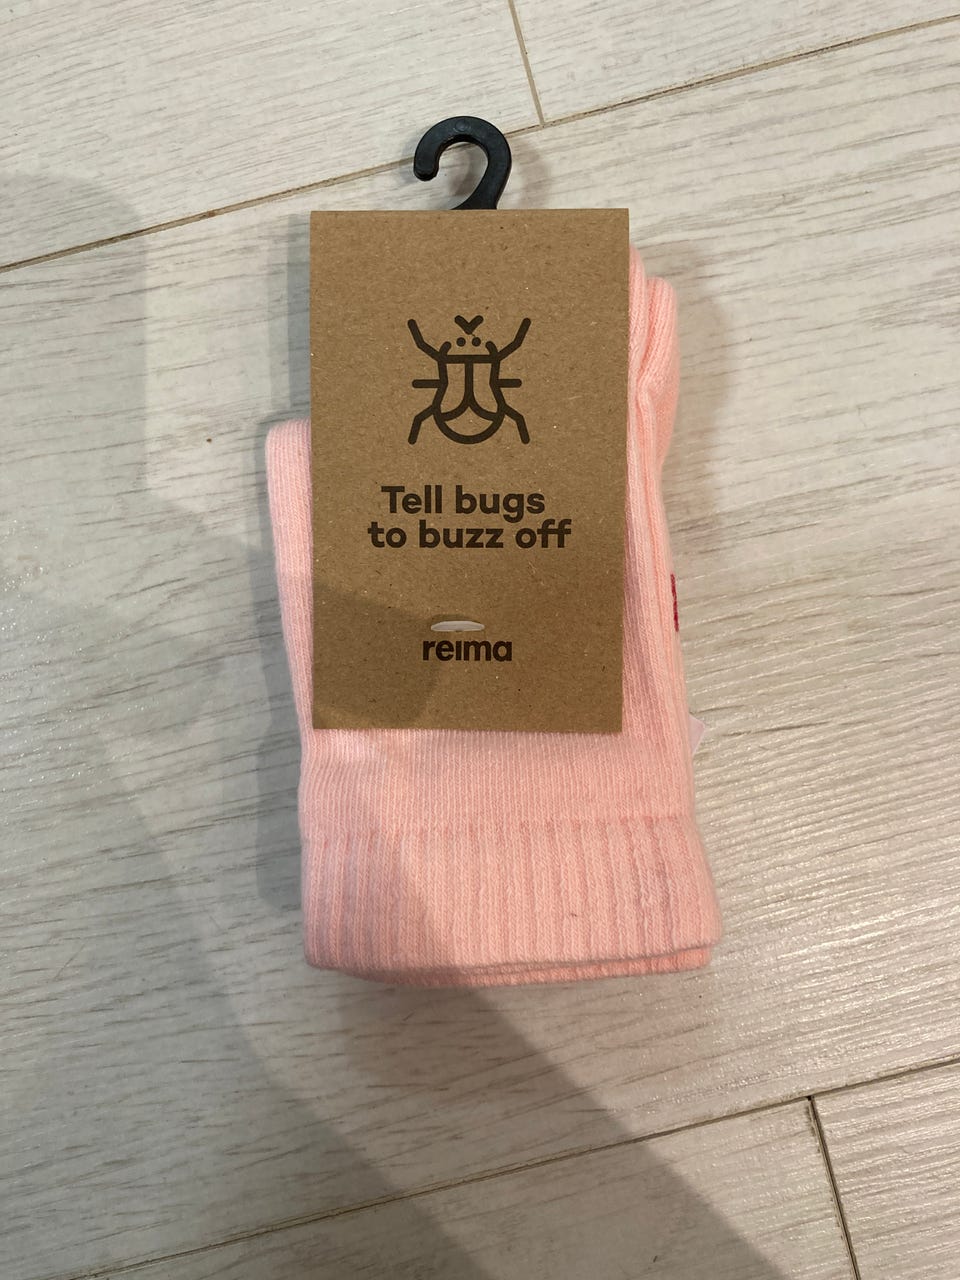 Tell bugs
to buzz off
reima